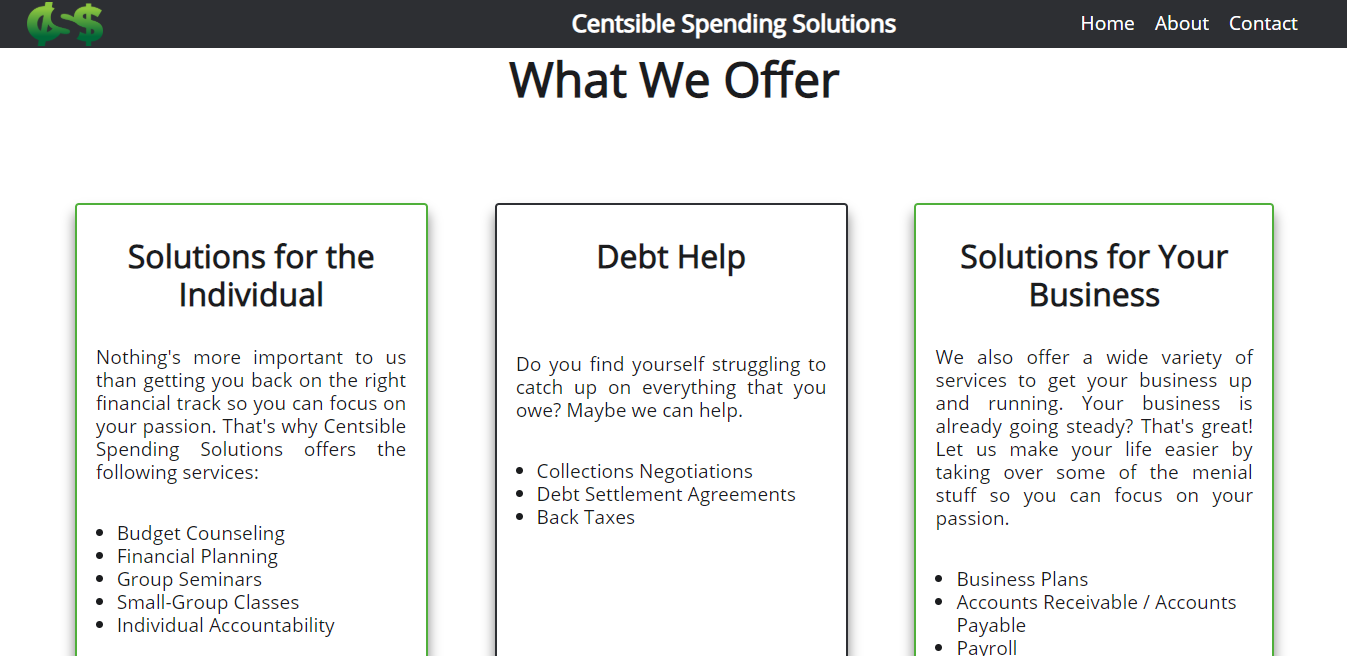 Centsible Spending Solutions
Home About Contact
What We Offer
Solutions for the
Individual
Nothing's more important to us
than getting you back on the right
financial track so you can focus on
your passion. That's why Centsible
Spending Solutions offers the
following services:
Budget Counseling
Financial Planning
Group Seminars
Small-Group Classes
Individual Accountability
Debt Help
Do you find yourself struggling to
catch up on everything that you
owe? Maybe we can help.
Collections Negotiations
Debt Settlement Agreements
Back Taxes
Solutions for Your
Business
We also offer a wide variety of
services to get your business up
and running. Your business is
already going steady? That's great!
Let us make your life easier by
taking over some of the menial
stuff so you can focus on your
passion.
Business Plans
Accounts Receivable / Accounts
Payable
Payroll